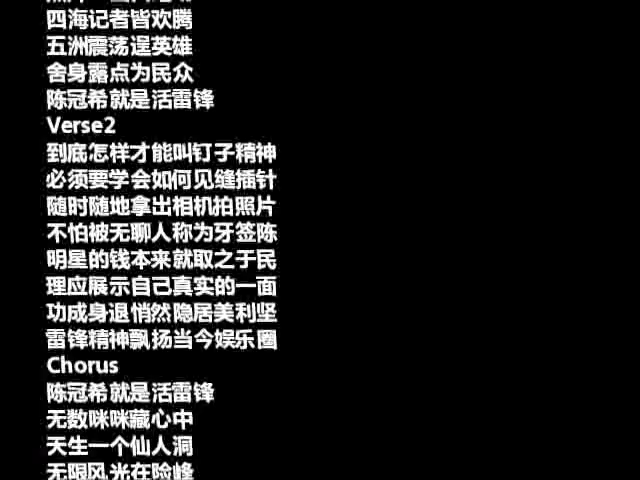 四海记者皆欢腾
五洲震荡逞英雄
舍身露点为民众
陈冠希就是活雷锋
Verse2
到底怎样才能叫钉子精神
必须要学会如何见缝插针
随时随地拿出相机拍照片
不怕被无聊人称为牙签陈
明星的钱本来就取之于民
理应展示自己真实的一面
功成身退悄然隐居美利坚
雷锋精神飘扬当今娱乐圈
Chorus
陈冠希就是活雷锋
无数咪咪藏心中
天生一个仙人洞
无限风光在险峰